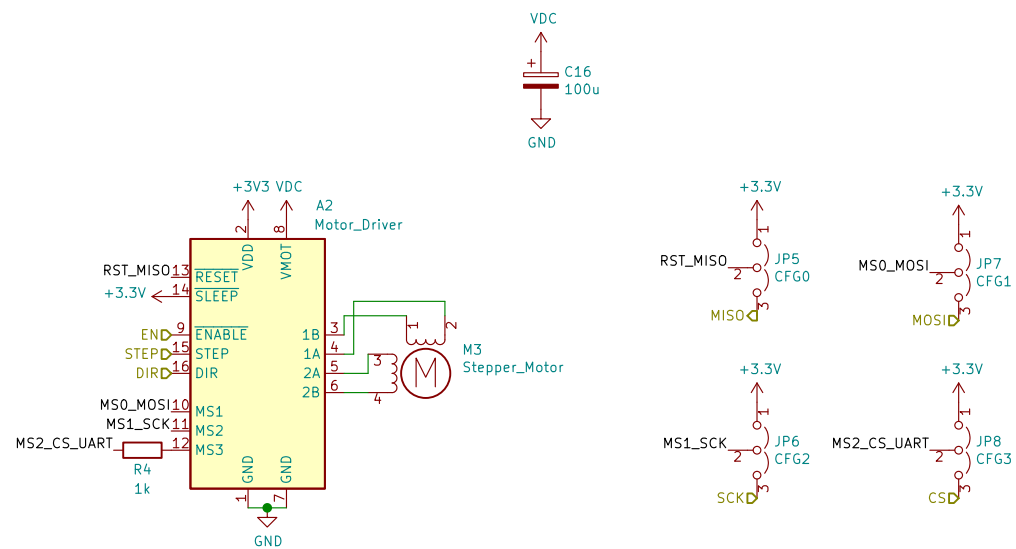 VDC
+
C16
100u
GND
+3V3 VDC
A2
Motor_Driver
2
8
VDD
VMOT
RST_MISO 13 RESET
+3.3V 14 SLEEP
EN 9 ENABLE
STEP 15 STEP
DIR 16 DIR
MS0_MOSI 10 MS1
MS1_SCK 11 MS2
MS2_CS_UART 12 MS3
R4
1k
1B 3
1A 4
2A 5
2B 6
1
2
3
4
M
M3
Stepper_Motor
GND
GND
1
7
GND
+3.3V
1
RST_MISO 2
JP5
CFG0
3
MISO
+3.3V
1
MS0_MOSI 2
JP7
CFG1
3
MOSI
+3.3V
1
MS1_SCK 2
JP6
CFG2
3
SCK
+3.3V
1
MS2_CS_UART 2
JP8
CFG3
3
CS